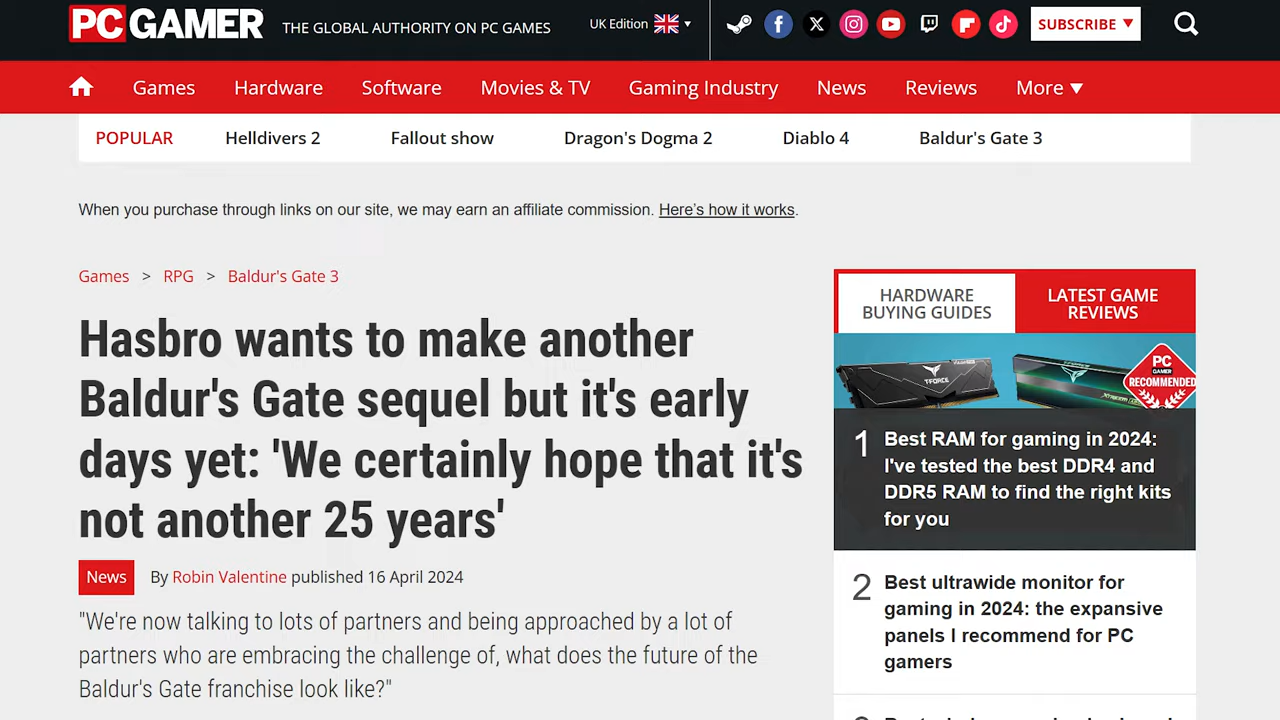 PC GAMER THE GLOBAL AUTHORITY ON PC GAMES UK Edition SUBSCRIBE
Games Hardware Software Movies & TV Gaming Industry News Reviews More
POPULAR Helldivers 2 Fallout show Dragon's Dogma 2 Diablo 4 Baldur's Gate 3
When you purchase through links on our site, we may earn an affiliate commission. Here's how it works.
Games > RPG > Baldur's Gate 3
Hasbro wants to make another
Baldur's Gate sequel but it's early
days yet: 'We certainly hope that it's
not another 25 years'
News By Robin Valentine published 16 April 2024
"We're now talking to lots of partners and being approached by a lot of
partners who are embracing the challenge of, what does the future of the
Baldur's Gate franchise look like?"
HARDWARE
BUYING GUIDES
LATEST GAME
REVIEWS
T-FORCE
PC
GAMER
RECOMMENDED
1 Best RAM for gaming in 2024:
I've tested the best DDR4 and
DDR5 RAM to find the right kits
for you
2 Best ultrawide monitor for
gaming in 2024: the expansive
panels I recommend for PC
gamers